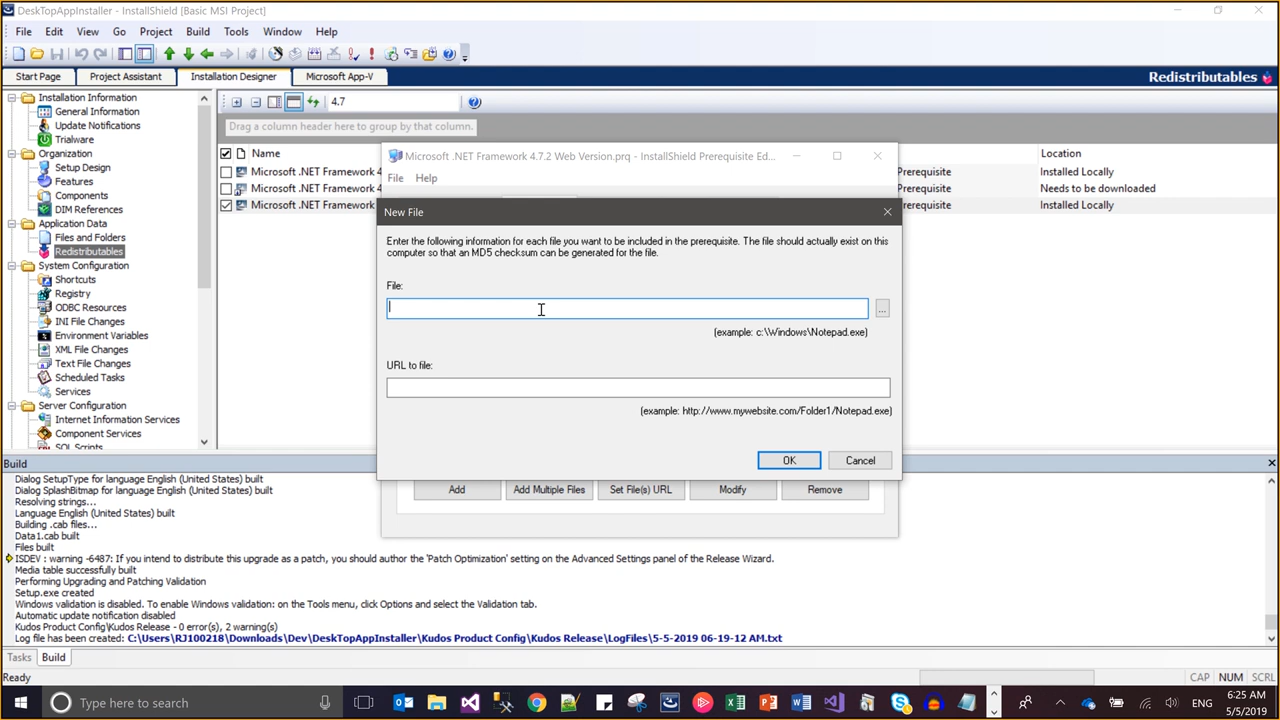 DeskTopAppInstaller - InstallShield [Basic MSI Project]
File Edit View Go Project Build Tools Window Help
Start Page Project Assistant Installation Designer Microsoft App-V Redistributables
Installation Information
General Information
Update Notifications
Trialware
Organization
Setup Design
Features
Components
DIM References
Application Data
Files and Folders
Redistributables
System Configuration
Shortcuts
Registry
ODBC Resources
INI File Changes
Environment Variables
XML File Changes
Text File Changes
Scheduled Tasks
Services
Server Configuration
Internet Information Services
Component Services
SQL Scripts
4.7
Drag a column header here to group by that column.
Name Location
Microsoft .NET Framework 4 Prerequisite Installed Locally
Microsoft .NET Framework 4 Prerequisite Needs to be downloaded
Microsoft .NET Framework Prerequisite Installed Locally
Microsoft .NET Framework 4.7.2 Web Version.prq - InstallShield Prerequisite Ed...
File Help
New File
Enter the following information for each file you want to be included in the prerequisite. The file should actually exist on this
computer so that an MD5 checksum can be generated for the file.
File:
...
(example: c:\Windows\Notepad.exe)
URL to file:
(example: http://www.mywebsite.com/Folder1/Notepad.exe)
OK Cancel
Add Add Multiple Files Set File(s) URL Modify Remove
Build
Dialog SetupType for language English (United States) built
Dialog SplashBitmap for language English (United States) built
Resolving strings...
Language English (United States) built
Building .cab files...
Data1.cab built
Files built
ISDEV : warning -6487: If you intend to distribute this upgrade as a patch, you should author the 'Patch Optimization' setting on the Advanced Settings panel of the Release Wizard.
Media table successfully built
Performing Upgrading and Patching Validation
Setup.exe created
Windows validation is disabled. To enable Windows validation: on the Tools menu, click Options and select the Validation tab.
Automatic update notification disabled
Kudos Product Config\Kudos Release - 0 error(s), 2 warning(s)
Log file has been created: C:\Users\RJ100218\Downloads\Dev\DeskTopAppInstaller\Kudos Product Config\Kudos Release\LogFiles\5-5-2019 06-19-12 AM.txt
Tasks Build
Ready CAP NUM SCRL
Type here to search ENG 6:25 AM
5/5/2019